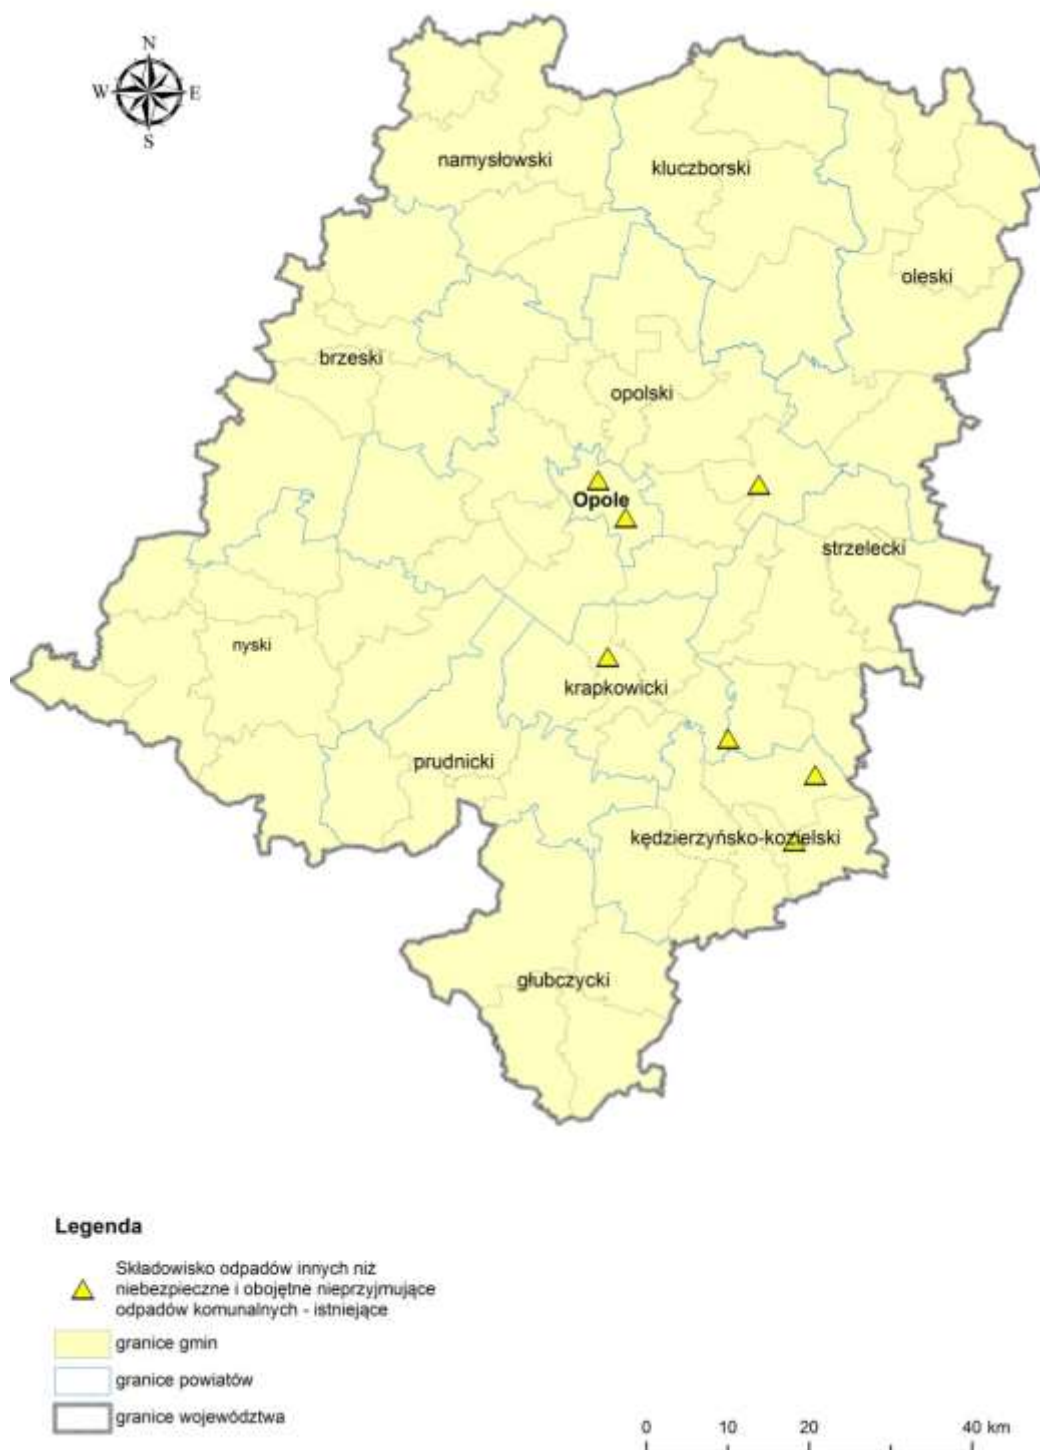 N
W E
S
namysłowski
kluczborski
oleski
brzeski
opolski
Opole
strzelecki
nyski
krapkowicki
prudnicki
kędzierzyńsko-kozielski
głubczycki
Legenda
Składowisko odpadów innych niż
niebezpieczne i obojętne nieprzyjmujące
odpadów komunalnych - istniejące
granice gmin
granice powiatów
granice województwa
0 10 20 40 km